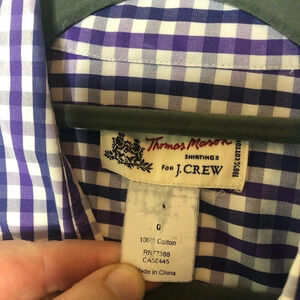 Thomas Mason
SHIRTINGS
FOR J.CREW
100% COTTON
0
100% Cotton
RN77388
CA56445
Made in China